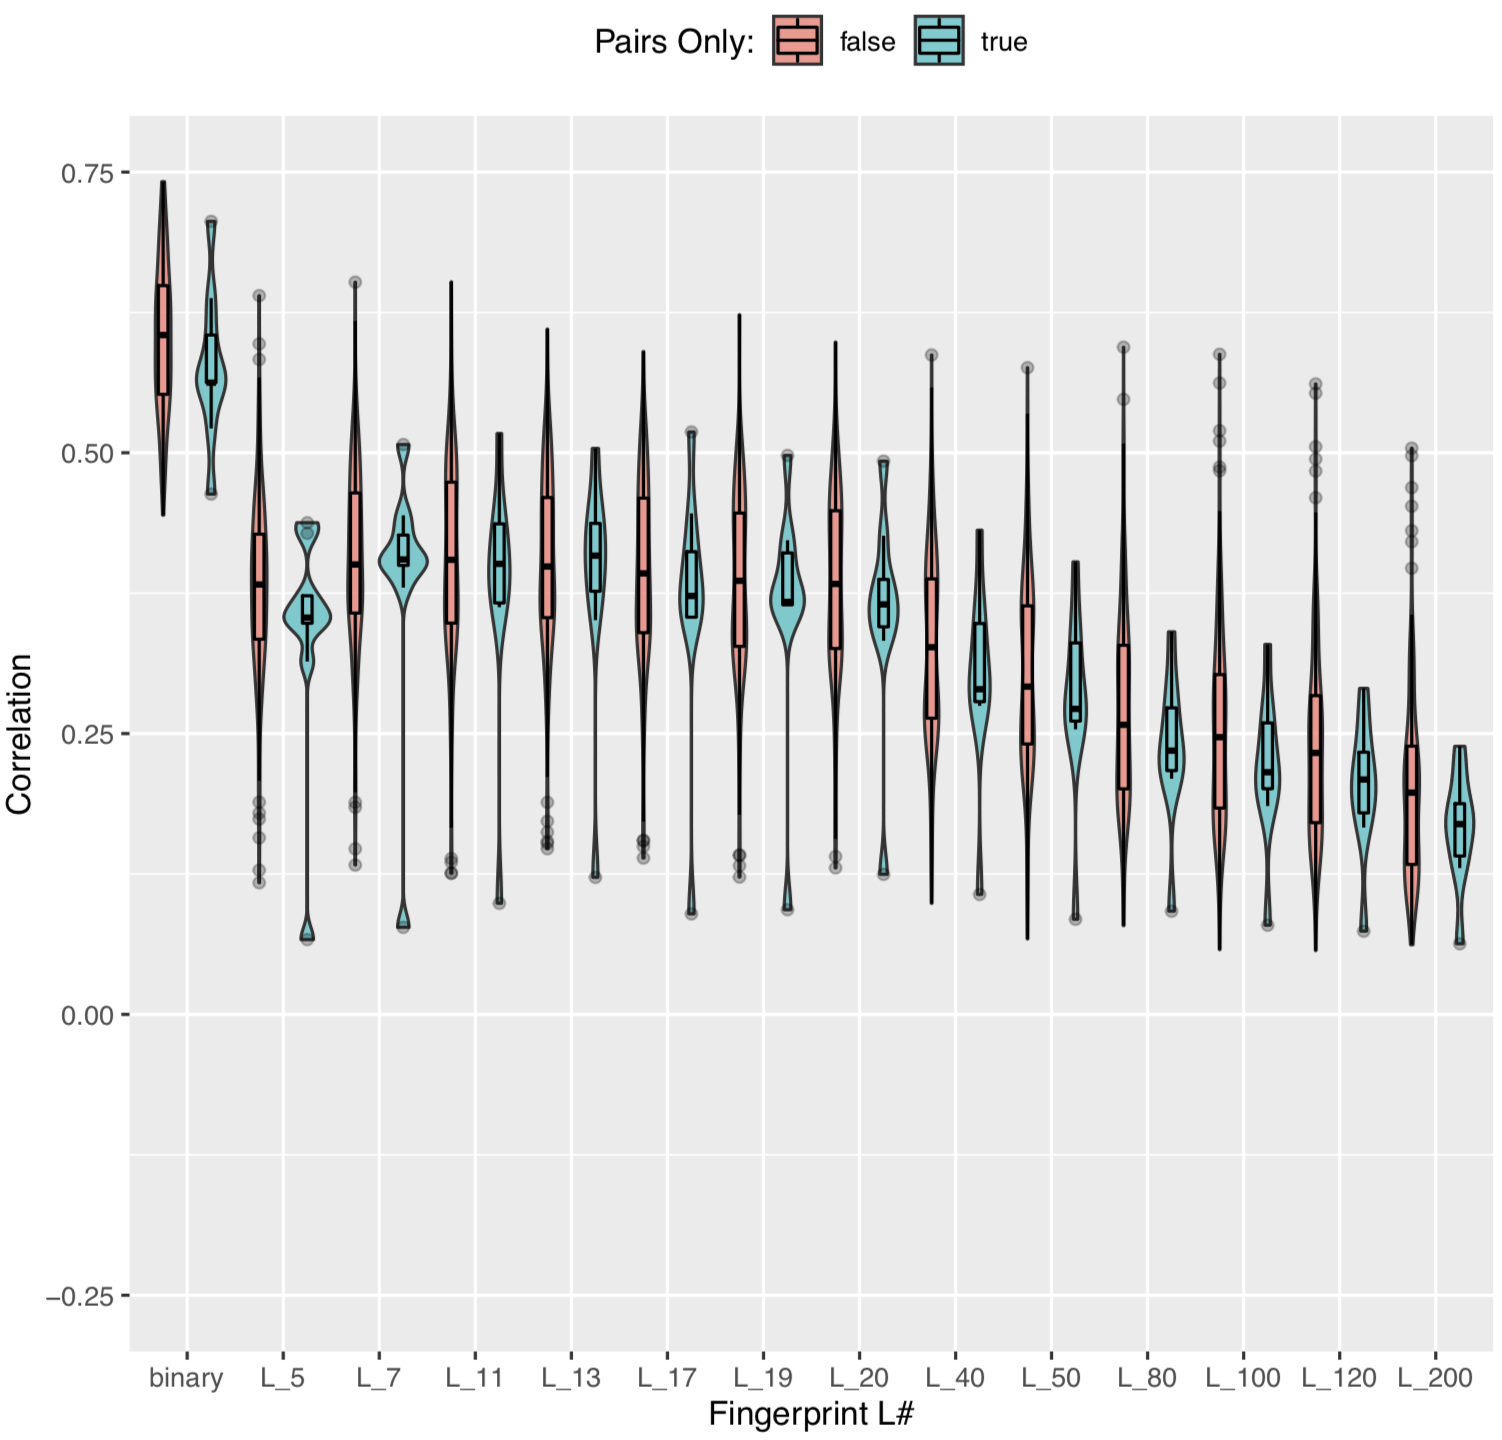 Pairs Only: false true
0.75
0.50
0.25
0.00
−0.25
Correlation
binary L_5 L_7 L_11 L_13 L_17 L_19 L_20 L_40 L_50 L_80 L_100 L_120 L_200
Fingerprint L#